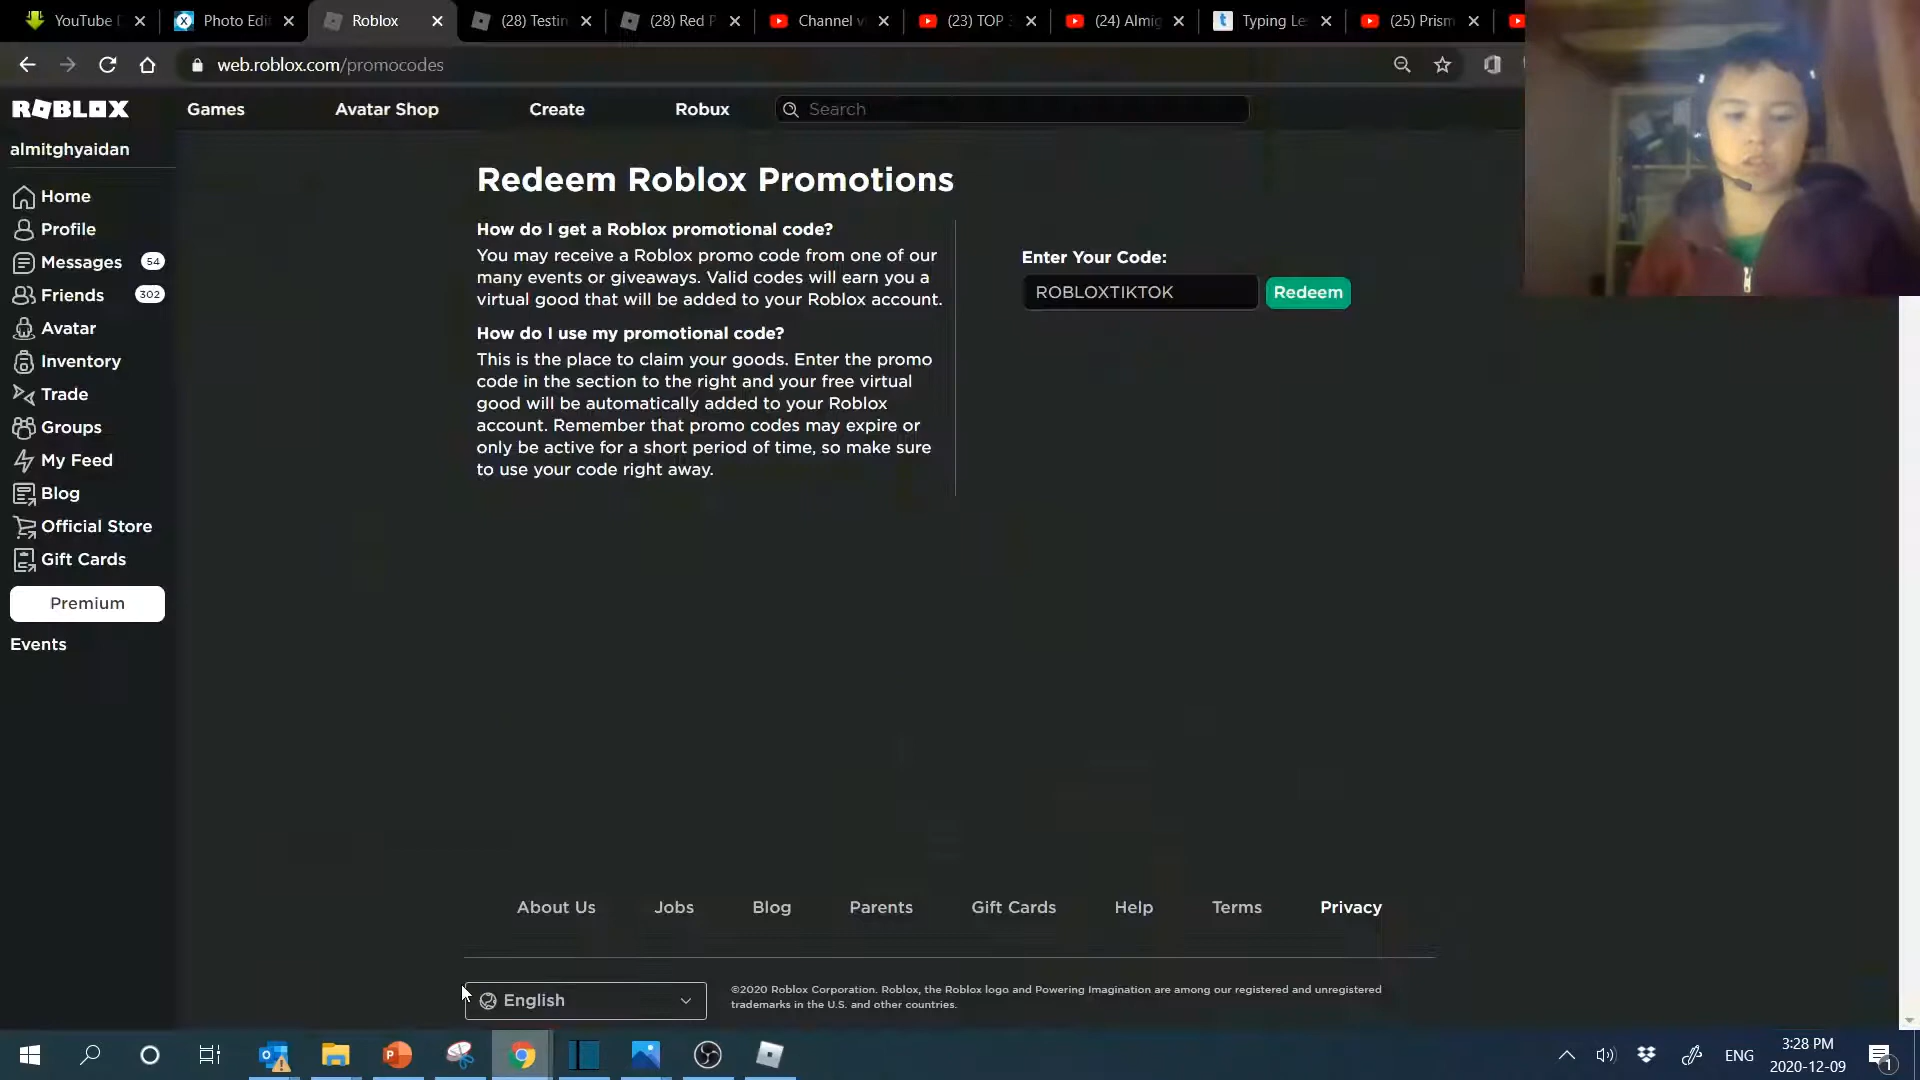 YouTube D
Photo Edi
Roblox
(28) Testin
(28) Red P
Channel v
(23) TOP 3
(24) Almig
Typing Le
(25) Prism
web.roblox.com/promocodes
ROBLOX
Games
Avatar Shop
Create
Robux
Search
almitghyaidan
Home
Profile
Messages 54
Friends 302
Avatar
Inventory
Trade
Groups
My Feed
Blog
Official Store
Gift Cards
Premium
Events
Redeem Roblox Promotions
How do I get a Roblox promotional code?
You may receive a Roblox promo code from one of our
many events or giveaways. Valid codes will earn you a
virtual good that will be added to your Roblox account.
How do I use my promotional code?
This is the place to claim your goods. Enter the promo
code in the section to the right and your free virtual
good will be automatically added to your Roblox
account. Remember that promo codes may expire or
only be active for a short period of time, so make sure
to use your code right away.
Enter Your Code:
ROBLOXTIKTOK
Redeem
About Us
Jobs
Blog
Parents
Gift Cards
Help
Terms
Privacy
English
©2020 Roblox Corporation. Roblox, the Roblox logo and Powering Imagination are among our registered and unregistered
trademarks in the U.S. and other countries.
ENG
3:28 PM
2020-12-09
1